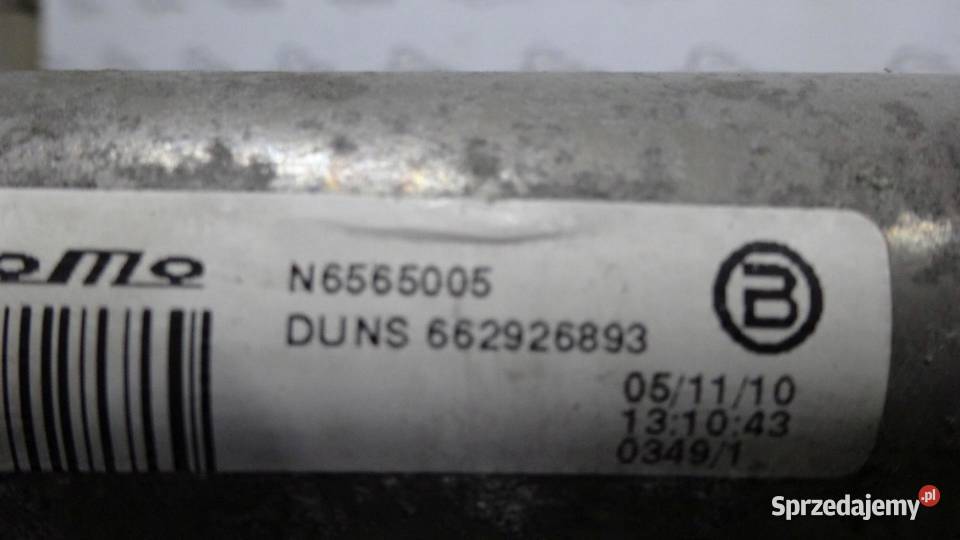 N6565005
DUNS 662926893
B
05/11/10
13:10:43
0349/1
Sprzedajemy.pl